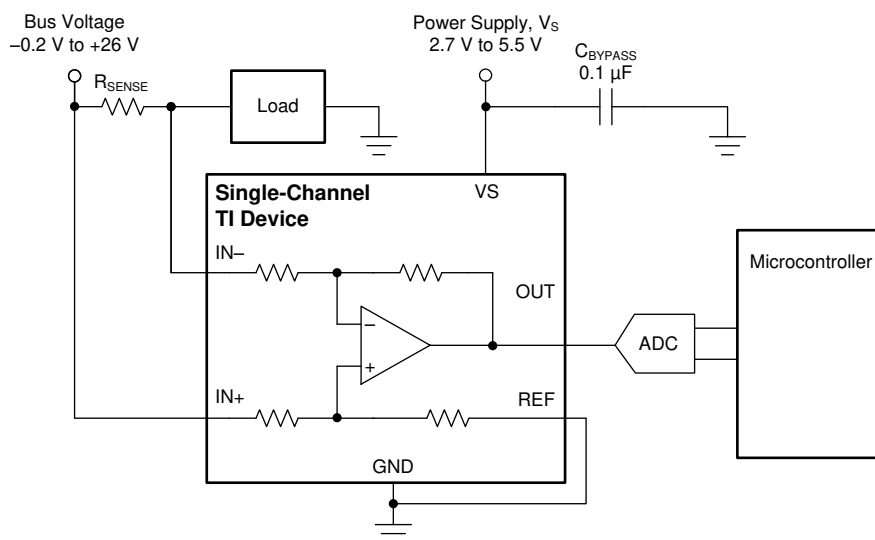 Bus Voltage
–0.2 V to +26 V
Power Supply, VS
2.7 V to 5.5 V
CBYPASS
0.1 µF
RSENSE
Load
Single-Channel
TI Device
VS
IN–
OUT
–
+
ADC
Microcontroller
IN+
REF
GND